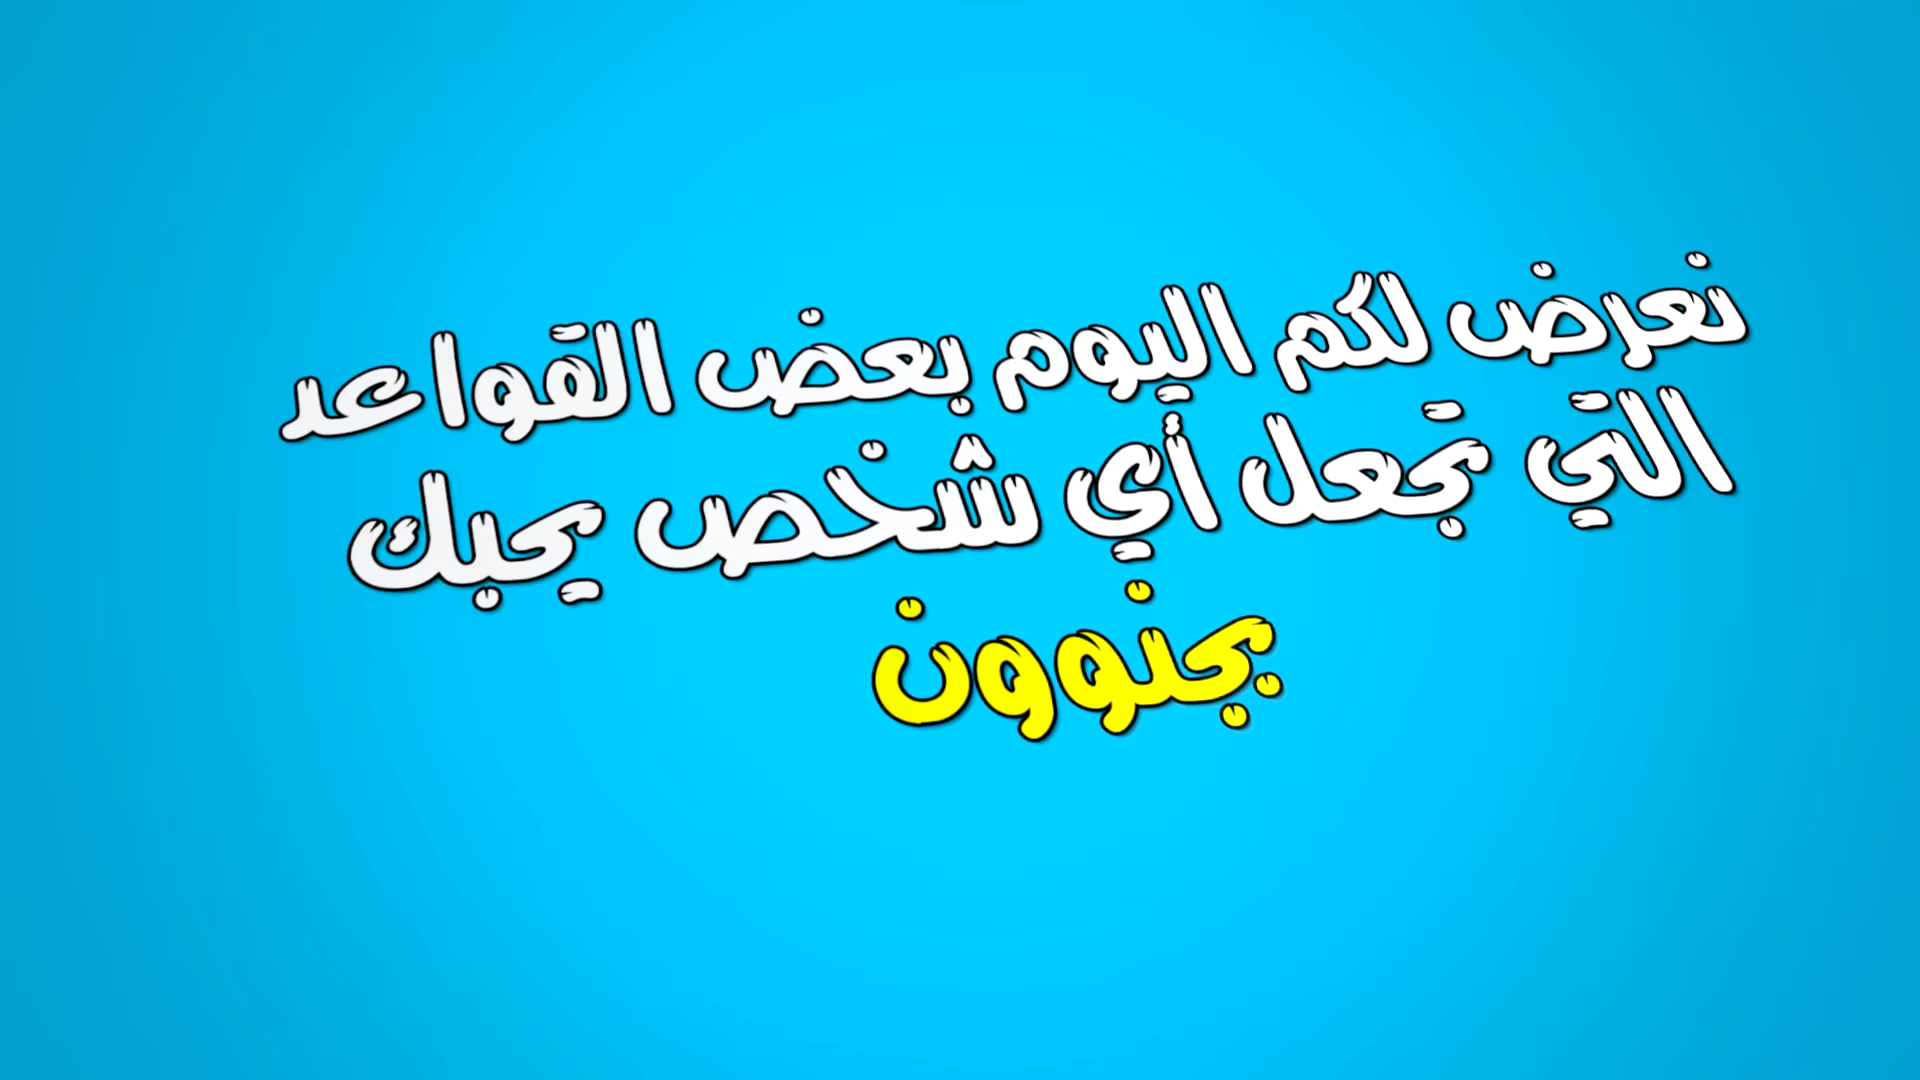 نعرض لكم اليوم بعض القواعد
التي تجعل أي شخص يحبك
بجنوون